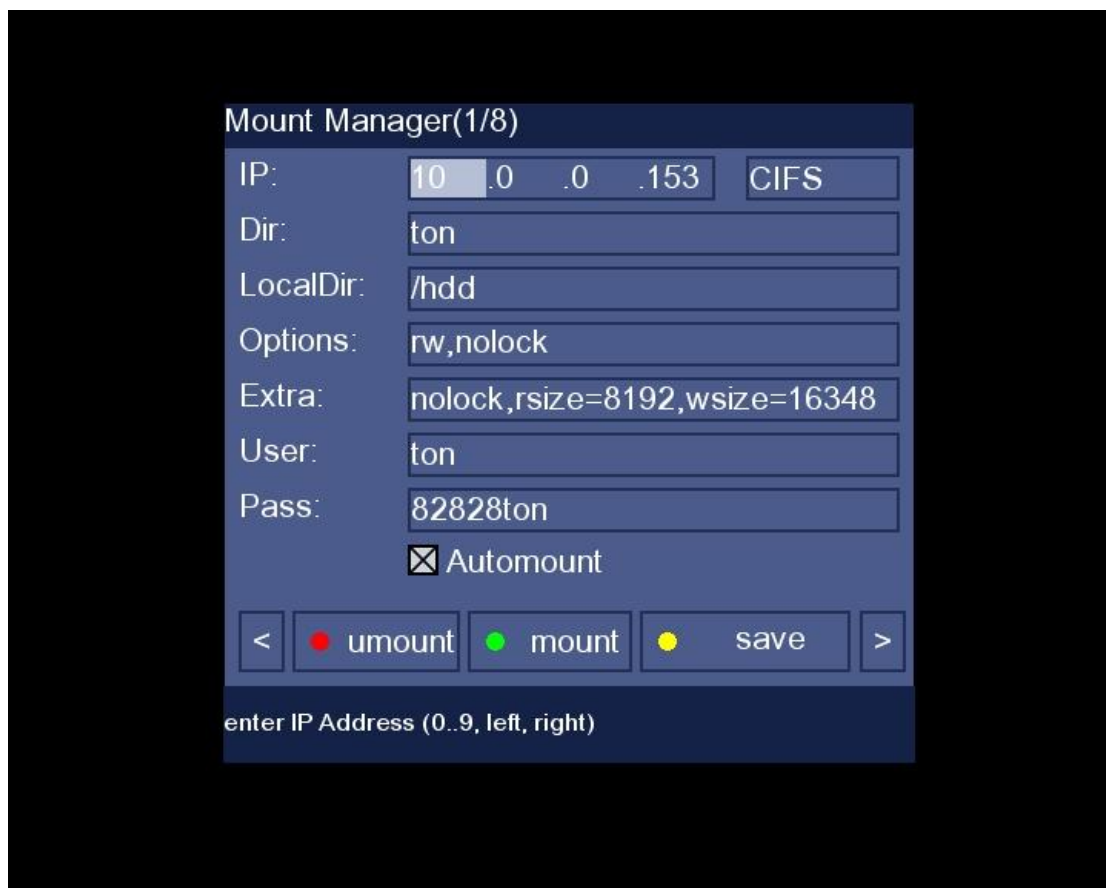 Mount Manager(1/8)
IP: 10 .0 .0 .153 CIFS
Dir: ton
LocalDir: /hdd
Options: rw,nolock
Extra: nolock,rsize=8192,wsize=16348
User: ton
Pass: 82828ton
Automount
< umount mount save >
enter IP Address (0..9, left, right)